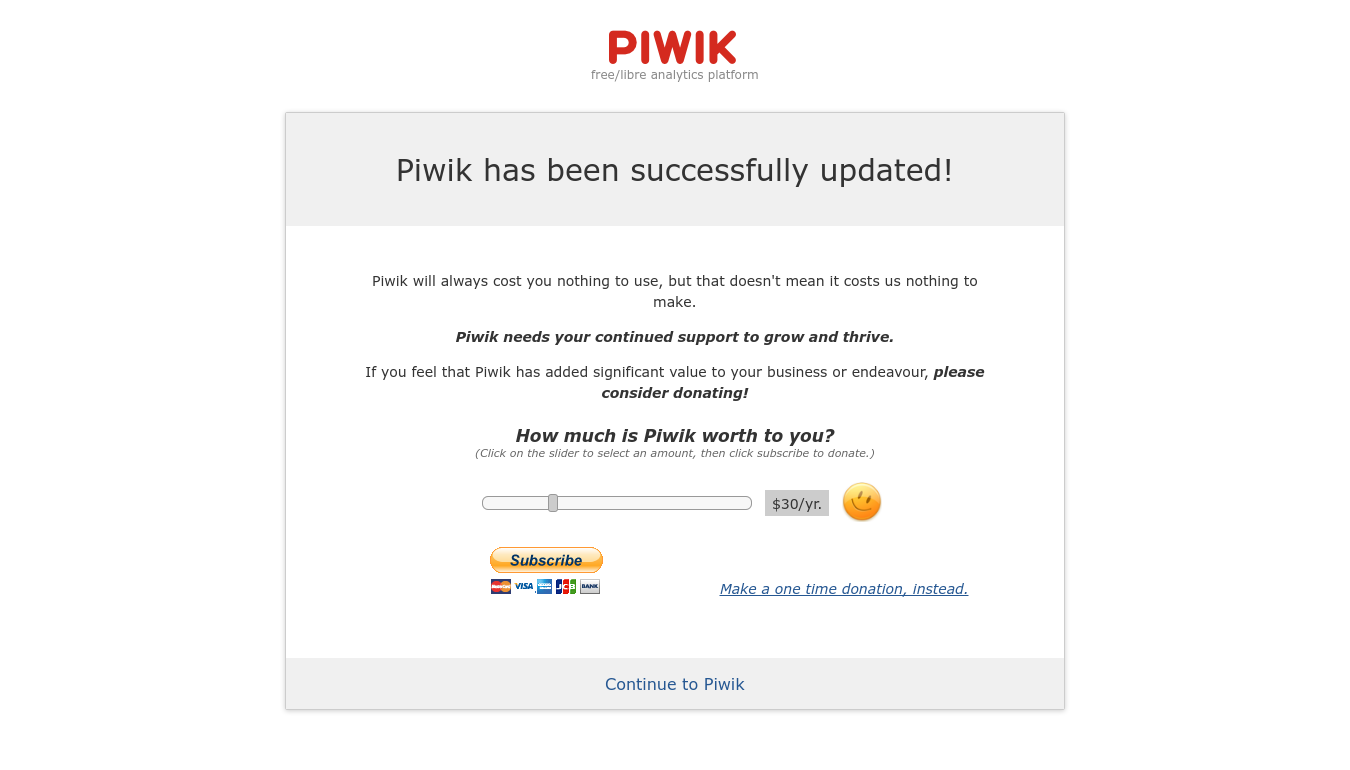 PIWIK
free/libre analytics platform
Piwik has been successfully updated!
Piwik will always cost you nothing to use, but that doesn't mean it costs us nothing to
make.
Piwik needs your continued support to grow and thrive.
If you feel that Piwik has added significant value to your business or endeavour, please
consider donating!
How much is Piwik worth to you?
(Click on the slider to select an amount, then click subscribe to donate.)
$30/yr.
Subscribe
VISA JCB BANK
Make a one time donation, instead.
Continue to Piwik